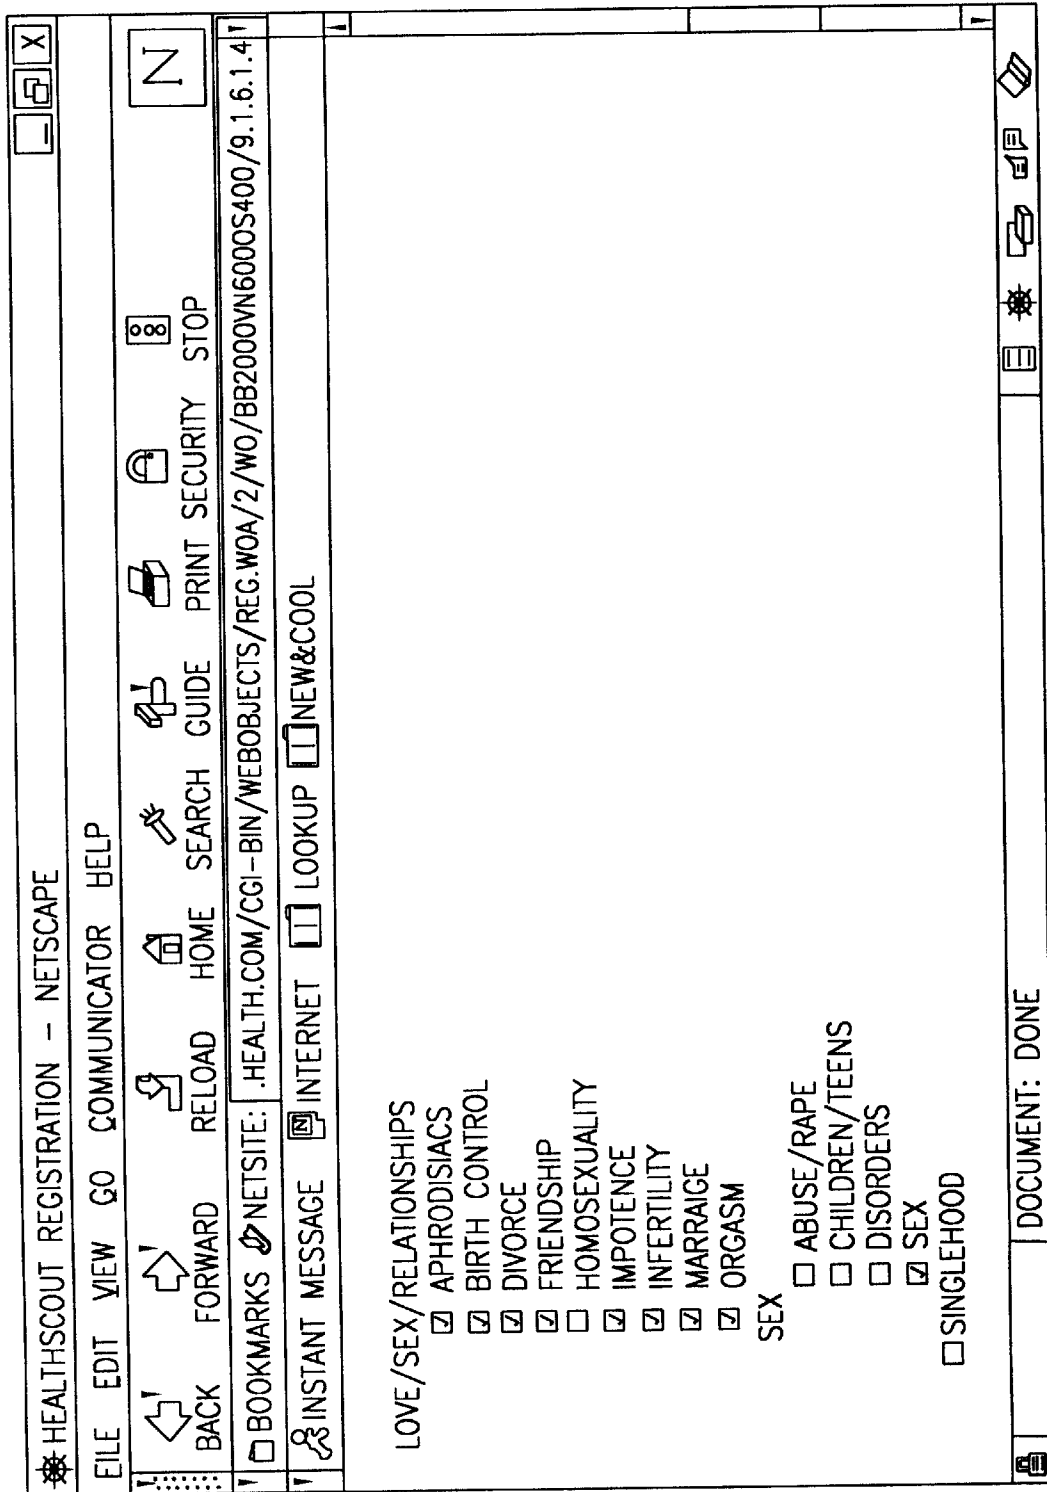 HEALTHSCOUT REGISTRATION – NETSCAPE
X
FILE EDIT VIEW GO COMMUNICATOR HELP
BACK FORWARD RELOAD HOME SEARCH GUIDE PRINT SECURITY STOP
N
BOOKMARKS NETSITE: .HEALTH.COM/CGI-BIN/WEBOBJECTS/REG.WOA/2/WO/BB2000VN6000S400/9.1.6.1.4
INSTANT MESSAGE N INTERNET LOOKUP NEW&COOL
LOVE/SEX/RELATIONSHIPS
APHRODISIACS
BIRTH CONTROL
DIVORCE
FRIENDSHIP
HOMOSEXUALITY
IMPOTENCE
INFERTILITY
MARRAIGE
ORGASM
SEX
ABUSE/RAPE
CHILDREN/TEENS
DISORDERS
SEX
SINGLEHOOD
DOCUMENT: DONE